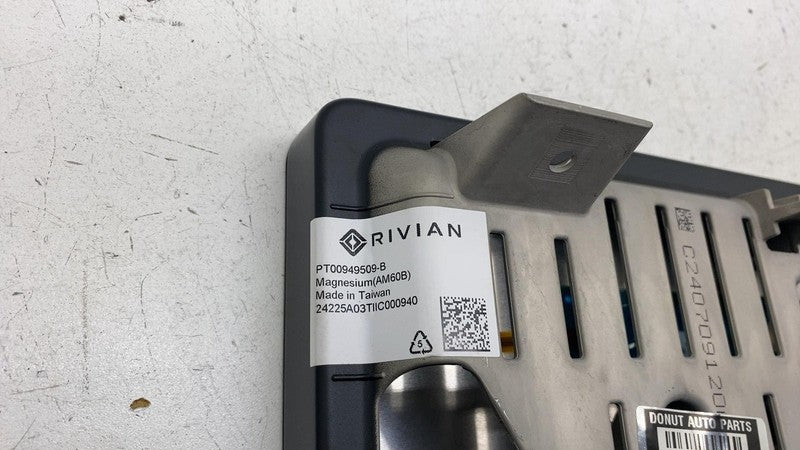 RIVIAN
PT00949509-B
Magnesium(AM60B)
Made in Taiwan
24225A03TIIC000940
5
DONUT AUTO PARTS